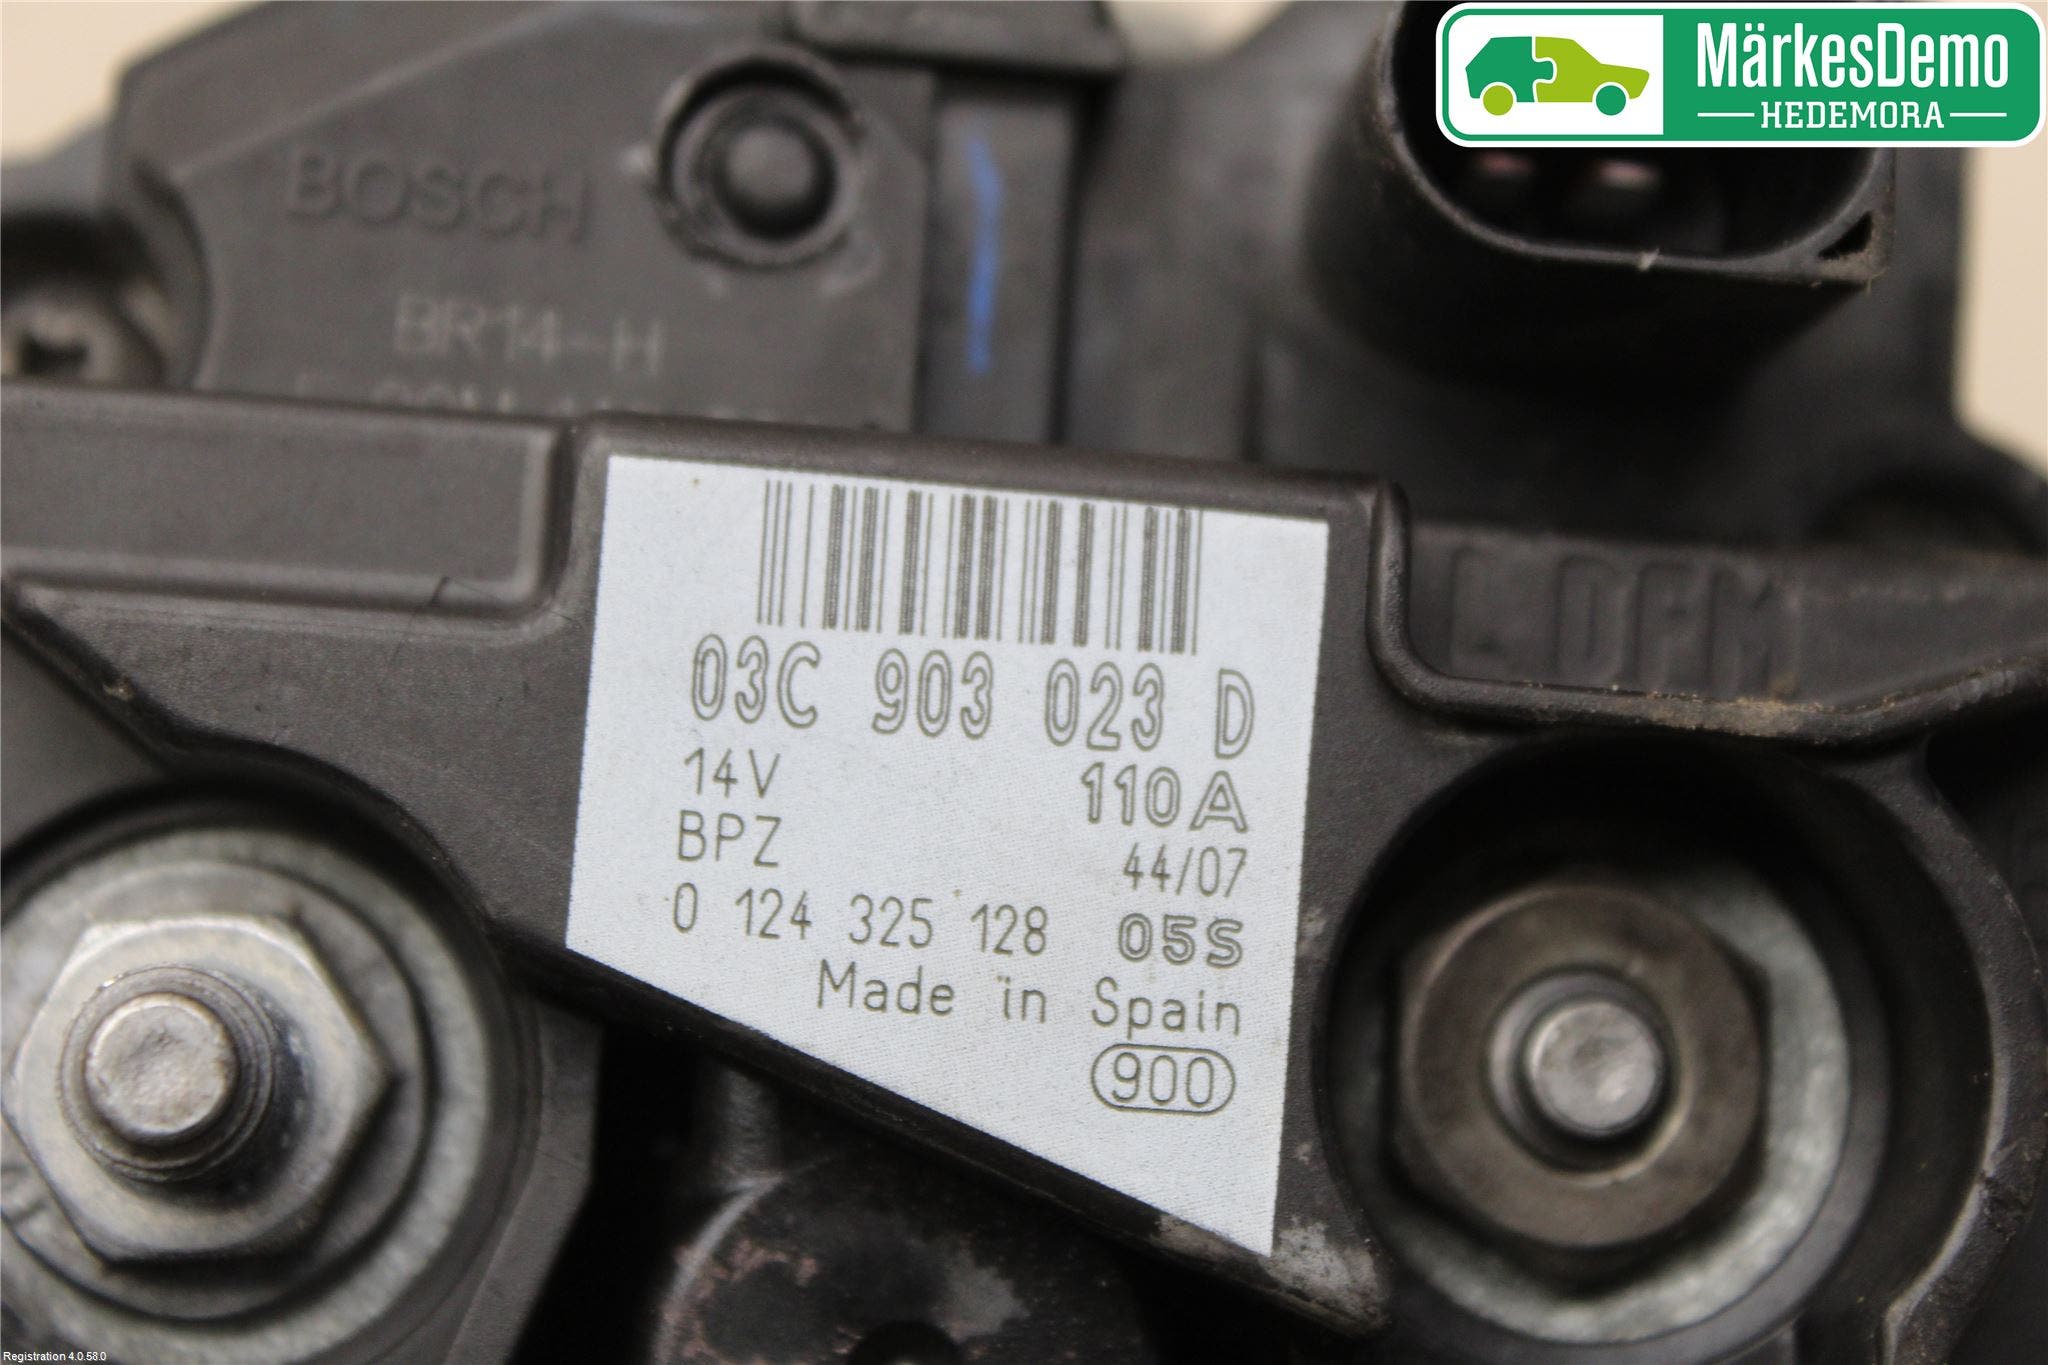 MärkesDemo
HEDEMORA
BOSCH
BR14-H
L DFM
03C 903 023 D
14V 110A
BPZ 44/07
0 124 325 128 05S
Made in Spain
900
Registration 4.0.58.0